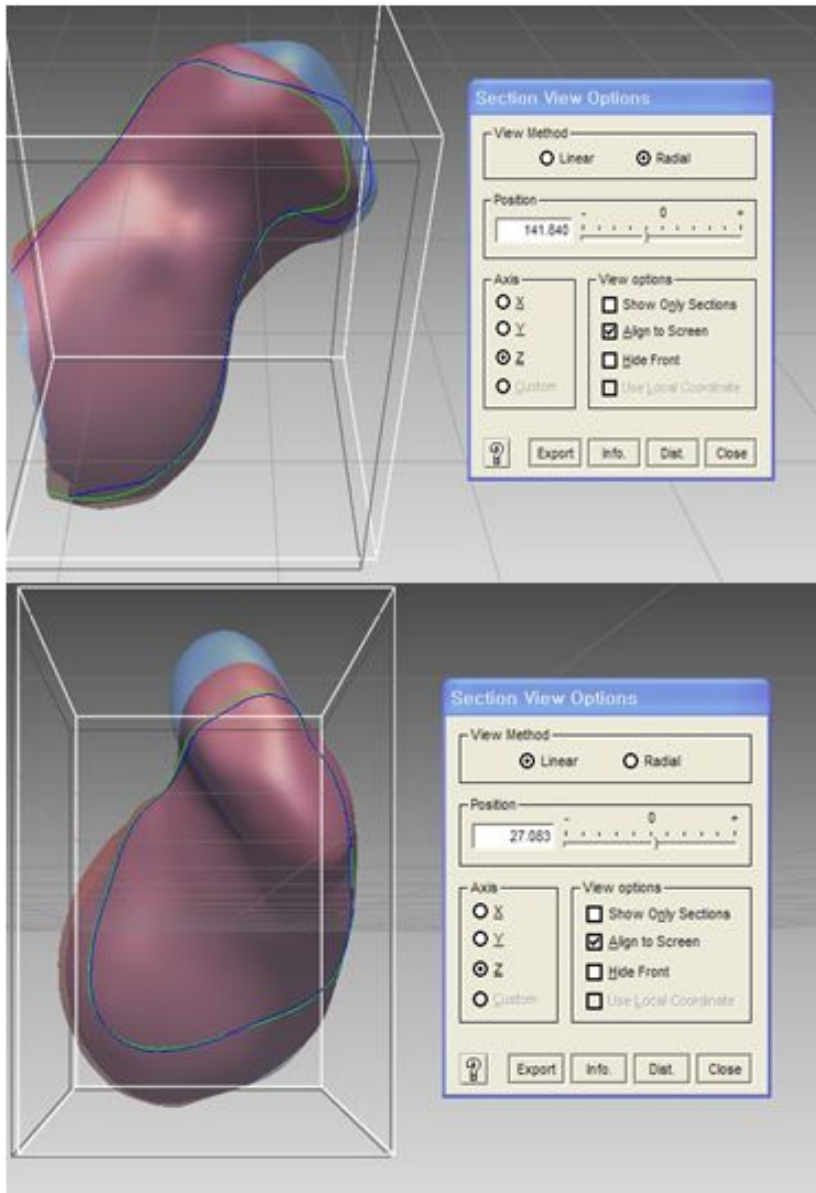 Section View Options
View Method
Linear Radial
Position
- 0 +
141.840
Axis View options
X Show Only Sections
Y Align to Screen
Z Hide Front
Custom Use Local Coordinate
? Export Info. Dist. Close
Section View Options
View Method
Linear Radial
Position
- 0 +
27.083
Axis View options
X Show Only Sections
Y Align to Screen
Z Hide Front
Custom Use Local Coordinate
? Export Info. Dist. Close